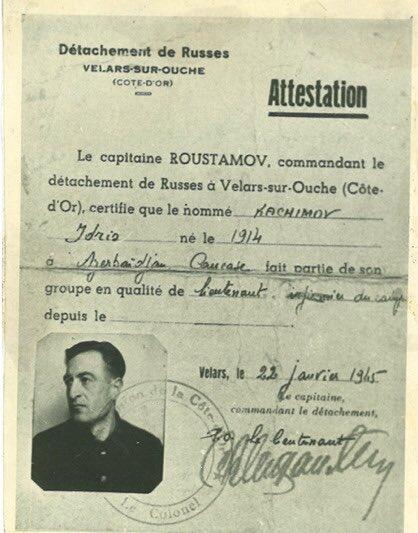 Détachement de Russes
VELARS-SUR-OUCHE
(COTE-D'OR)
Attestation
Le capitaine ROUSTAMOV, commandant le
détachement de Russes à Velars-sur-Ouche (Côte-
d'Or), certifie que le nommé KACHIMOV
Idris né le 1914
à Azerbaïdjan Caucase fait partie de son
groupe en qualité de lieutenant. infirmier du camp
depuis le
Velars, le 22 janvier 1945
Le capitaine,
commandant le détachement,
le lieutenant
de la Côte
Le Colonel